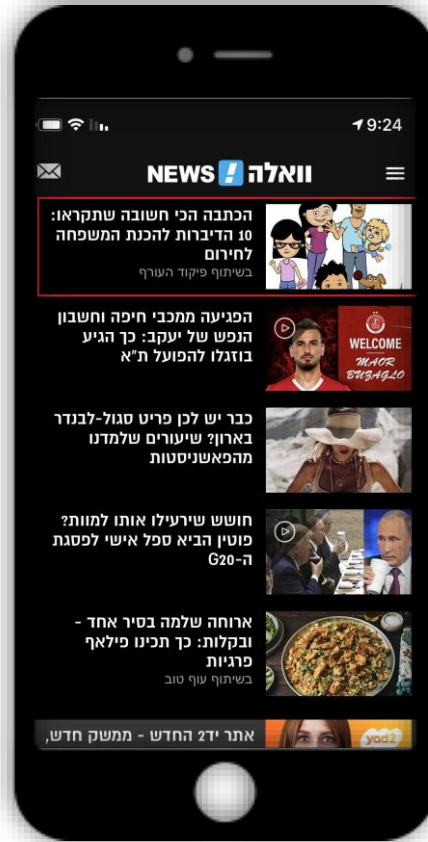 9:24
וואלה! NEWS
הכתבה הכי חשובה שתקראו:
10 הדיברות להכנת המשפחה
לחירום
בשיתוף פיקוד העורף
הפגיעה ממכבי חיפה וחשבון
הנפש של יעקב: כך הגיע
בוזגלו להפועל ת"א
WELCOME
MAOR
BUZAGLO
כבר יש לכן פריט סגול-לבנדר
בארון? שיעורים שלמדנו
מהפאשניסטות
חושש שירעילו אותו למוות?
פוטין הביא ספל אישי לפסגת
ה-G20
ארוחה שלמה בסיר אחד -
ובקלות: כך תכינו פילאף
פרגיות
בשיתוף עוף טוב
אתר יד2 החדש - ממשק חדש,
yad2